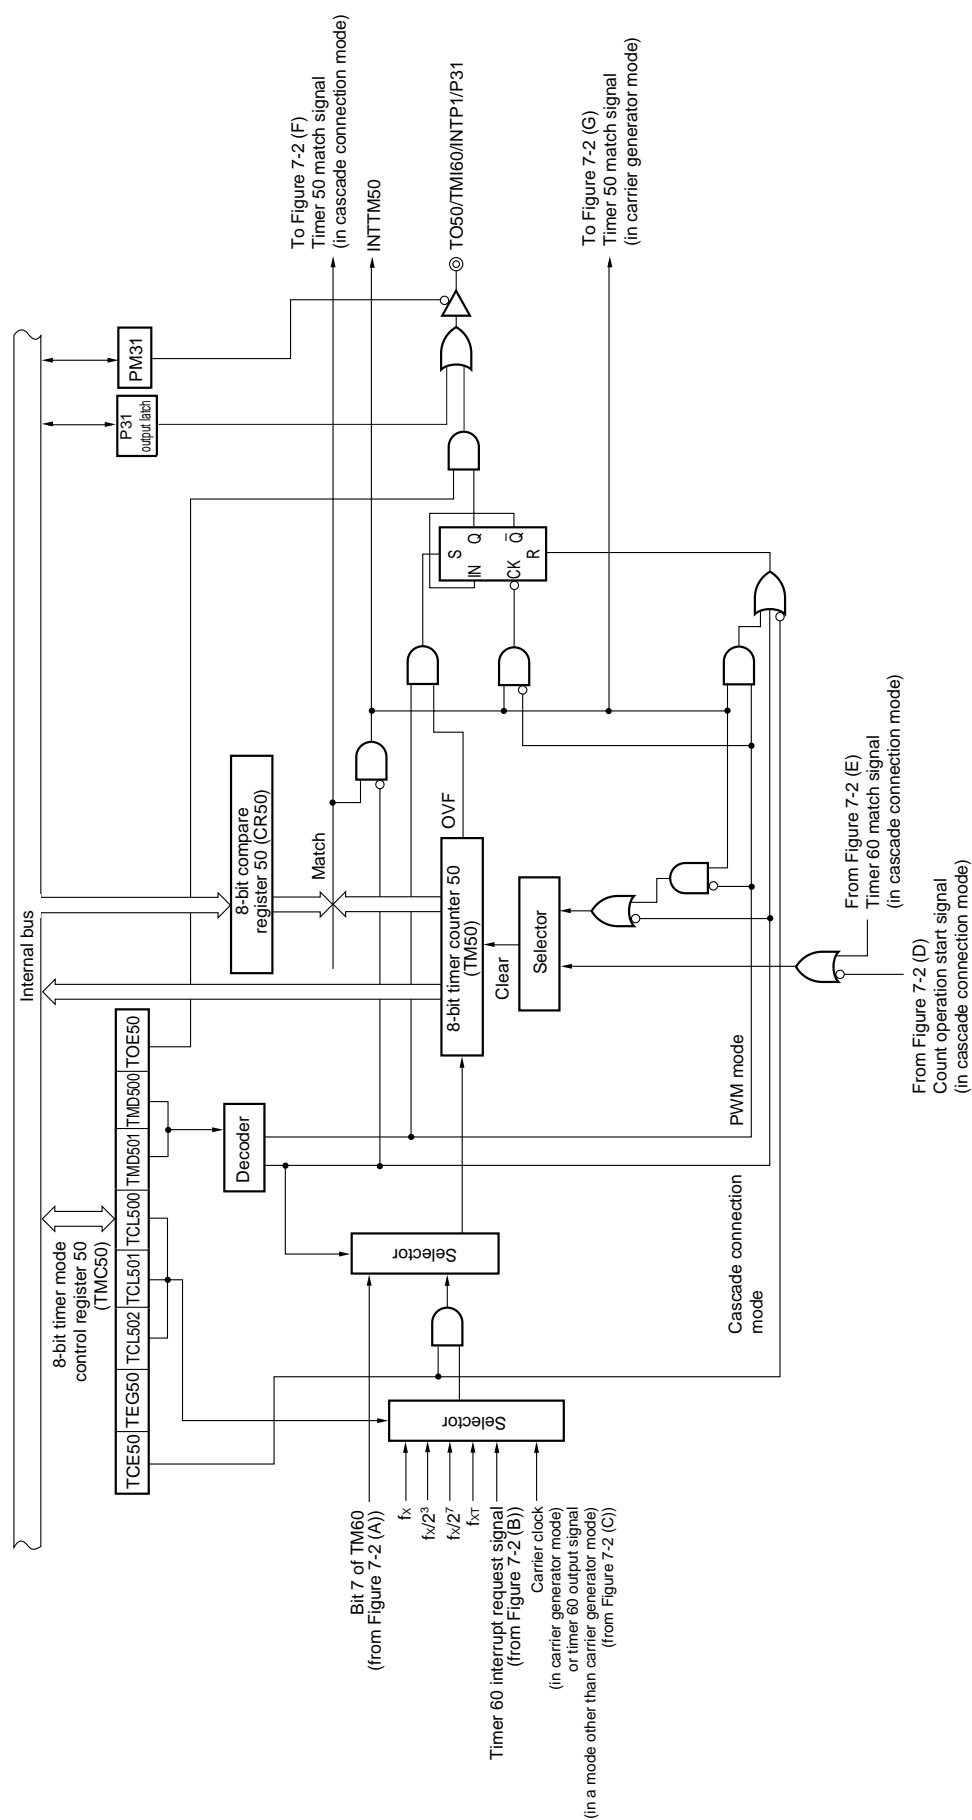 Internal bus
8-bit timer mode
control register 50
(TMC50)
TCE50
TEG50
TCL502
TCL501
TCL500
TMD501
TMD500
TOE50
8-bit compare
register 50 (CR50)
P31
output latch
PM31
To Figure 7-2 (F)
Timer 50 match signal
(in cascade connection mode)
Decoder
Match
INTTM50
Bit 7 of TM60
(from Figure 7-2 (A))
fX
fX/2³
fX/2⁷
fXT
Timer 60 interrupt request signal
(from Figure 7-2 (B))
Carrier clock
(in carrier generator mode)
or timer 60 output signal
(in a mode other than carrier generator mode)
(from Figure 7-2 (C))
Selector
Selector
8-bit timer counter 50
(TM50)
OVF
Clear
Selector
S
IN
Q
CK
Q̅
R
TO50/TMI60/INTP1/P31
To Figure 7-2 (G)
Timer 50 match signal
(in carrier generator mode)
PWM mode
Cascade connection
mode
From Figure 7-2 (E)
Timer 60 match signal
(in cascade connection mode)
From Figure 7-2 (D)
Count operation start signal
(in cascade connection mode)